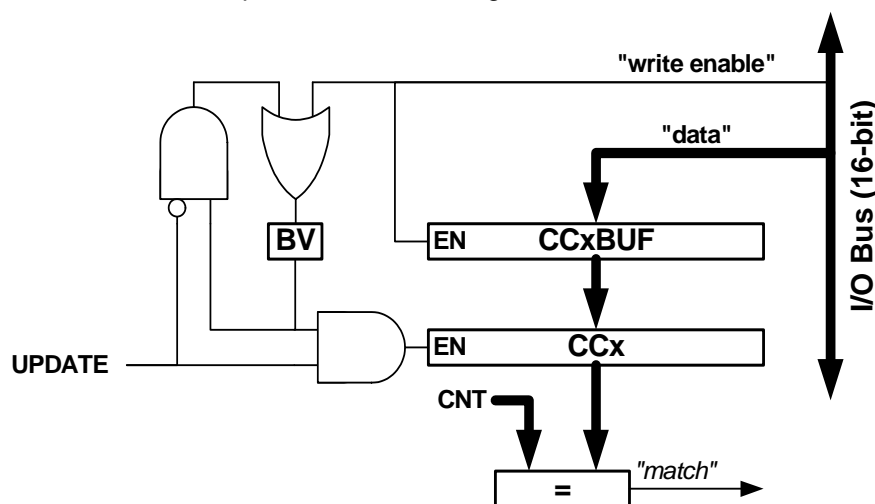 "write enable"
"data"
I/O Bus (16-bit)
BV
EN CCxBUF
EN CCx
UPDATE
CNT
"match"
=